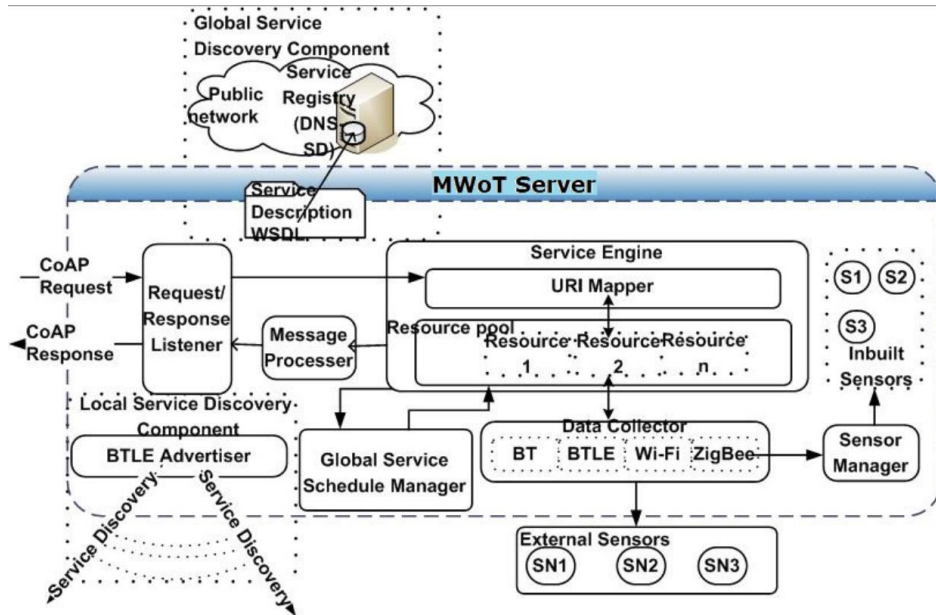 Global Service
Discovery Component
Service
Registry
(DNS-
SD)
Public
network
MWoT Server
Service
Description
WSDL
CoAP
Request
CoAP
Response
Request/
Response
Listener
Message
Processer
Service Engine
URI Mapper
Resource pool
Resource
1
Resource
2
Resource
n
S1
S2
S3
Inbuilt
Sensors
Local Service Discovery
Component
BTLE Advertiser
Service Discovery
Service Discovery
Global Service
Schedule Manager
Data Collector
BT
BTLE
Wi-Fi
ZigBee
Sensor
Manager
External Sensors
SN1
SN2
SN3